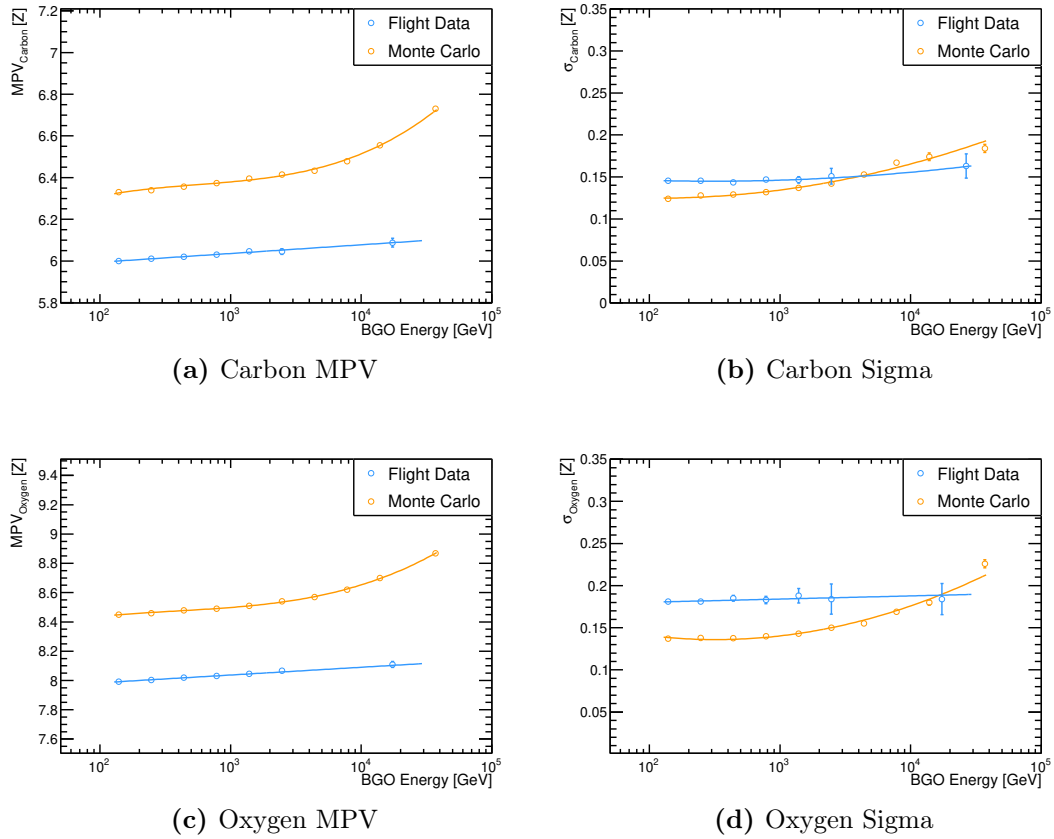 7.2
7
6.8
6.6
6.4
6.2
6
5.8
MPV_Carbon [Z]
Flight Data
Monte Carlo
10^2 10^3 10^4 10^5
BGO Energy [GeV]
(a) Carbon MPV
0.35
0.3
0.25
0.2
0.15
0.1
0.05
0
σ_Carbon [Z]
Flight Data
Monte Carlo
10^2 10^3 10^4 10^5
BGO Energy [GeV]
(b) Carbon Sigma
9.4
9.2
9
8.8
8.6
8.4
8.2
8
7.8
7.6
MPV_Oxygen [Z]
Flight Data
Monte Carlo
10^2 10^3 10^4 10^5
BGO Energy [GeV]
(c) Oxygen MPV
0.35
0.3
0.25
0.2
0.15
0.1
0.05
σ_Oxygen [Z]
Flight Data
Monte Carlo
10^2 10^3 10^4 10^5
BGO Energy [GeV]
(d) Oxygen Sigma